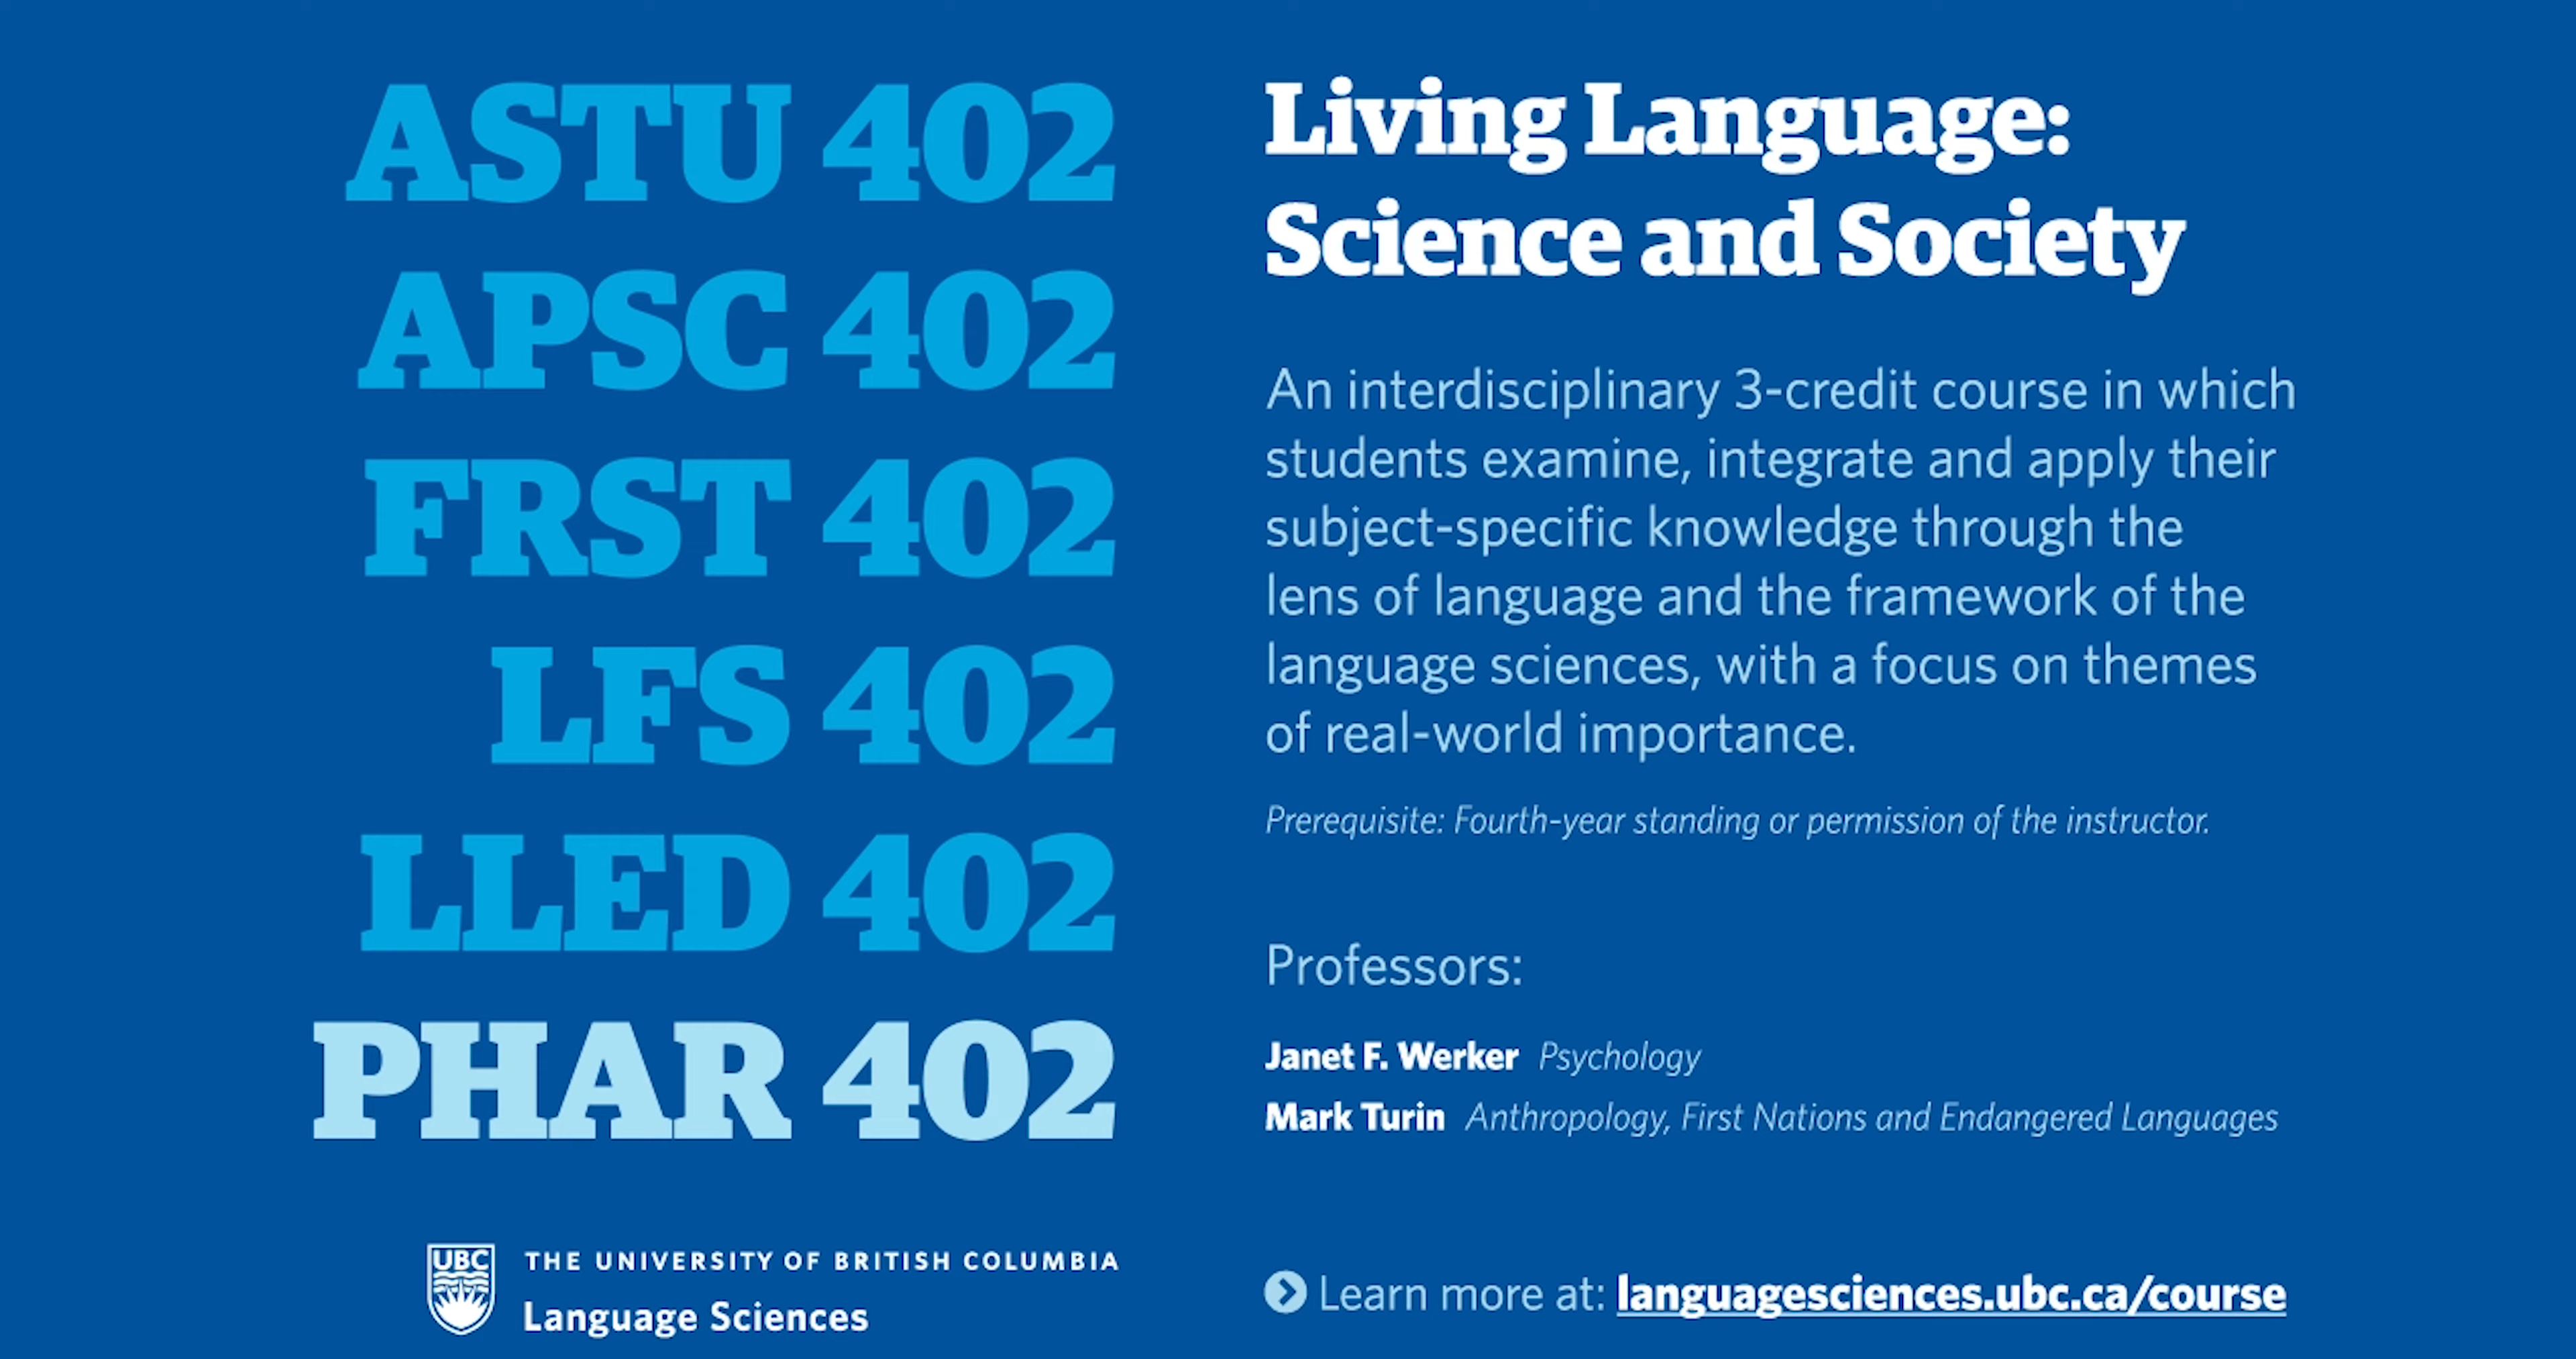 ASTU 402
APSC 402
FRST 402
LFS 402
LLED 402
PHAR 402
UBC
THE UNIVERSITY OF BRITISH COLUMBIA
Language Sciences
Living Language:
Science and Society
An interdisciplinary 3-credit course in which
students examine, integrate and apply their
subject-specific knowledge through the
lens of language and the framework of the
language sciences, with a focus on themes
of real-world importance.
Prerequisite: Fourth-year standing or permission of the instructor.
Professors:
Janet F. Werker Psychology
Mark Turin Anthropology, First Nations and Endangered Languages
Learn more at: languagesciences.ubc.ca/course